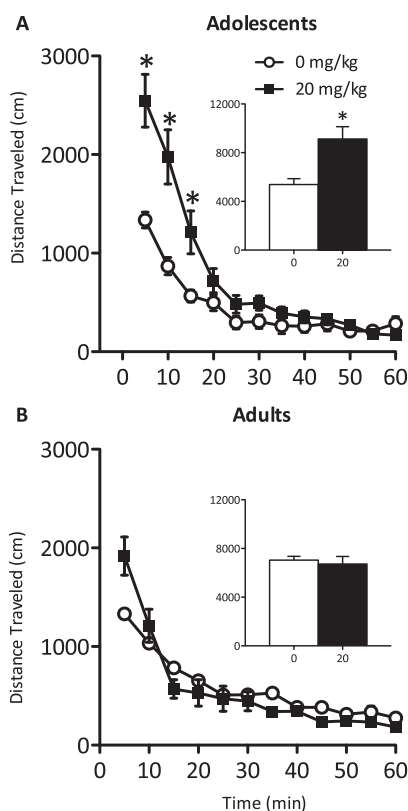 A Adolescents
3000
2000
1000
0
Distance Traveled (cm)
* * *
0 mg/kg
20 mg/kg
12000
8000
4000
0
*
0 20
0 10 20 30 40 50 60
B Adults
3000
2000
1000
0
Distance Traveled (cm)
12000
8000
4000
0
0 20
0 10 20 30 40 50 60
Time (min)